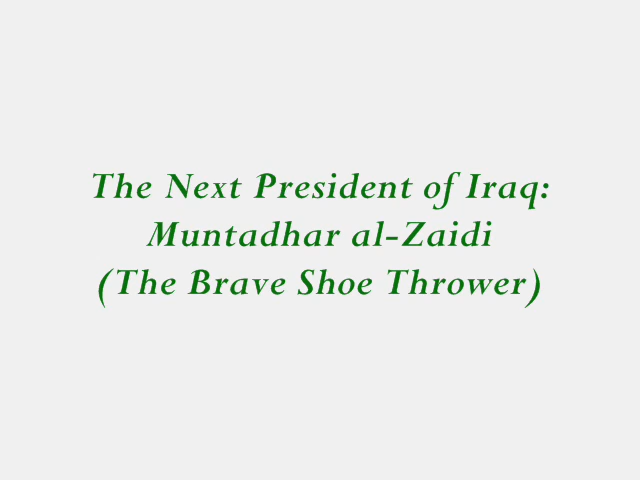 The Next President of Iraq:
Muntadhar al-Zaidi
(The Brave Shoe Thrower)